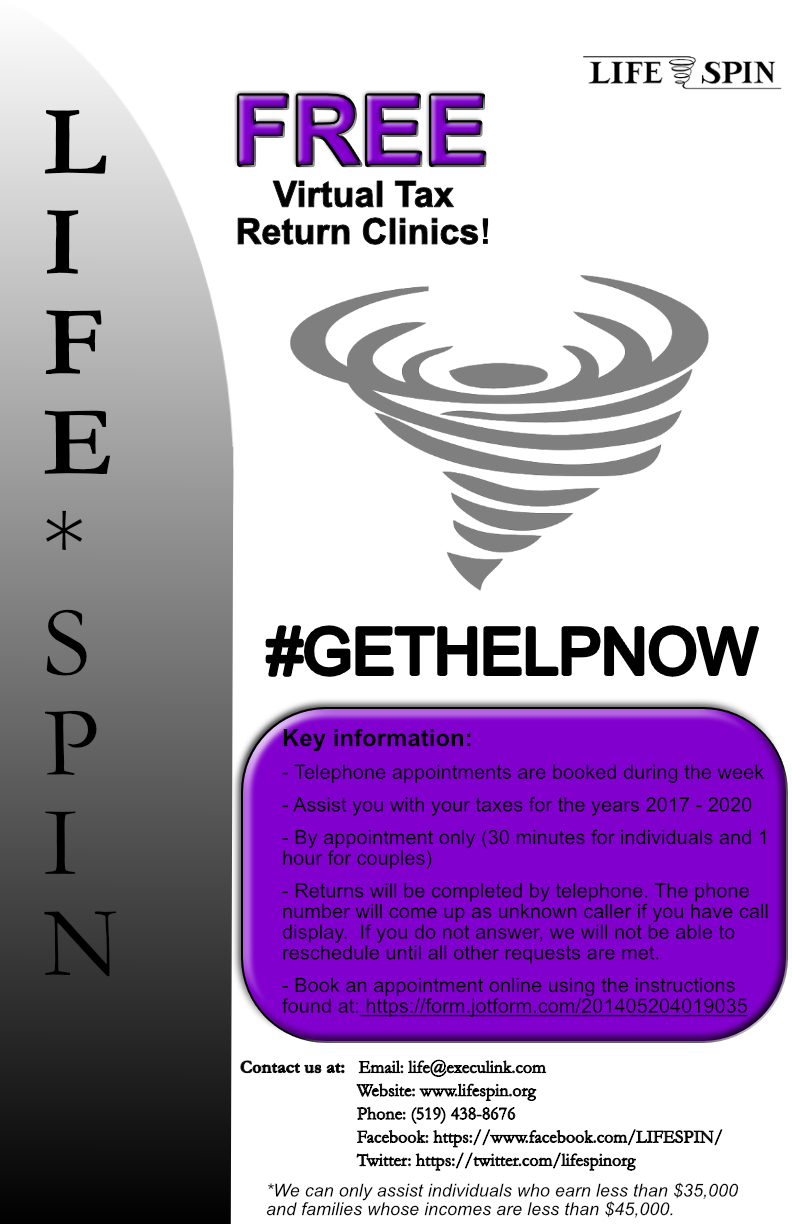 LIFE SPIN
L
I
F
E
*
S
P
I
N
FREE
Virtual Tax
Return Clinics!
#GETHELPNOW
Key information:
- Telephone appointments are booked during the week
- Assist you with your taxes for the years 2017 - 2020
- By appointment only (30 minutes for individuals and 1
hour for couples)
- Returns will be completed by telephone. The phone
number will come up as unknown caller if you have call
display.  If you do not answer, we will not be able to
reschedule until all other requests are met.
- Book an appointment online using the instructions
found at: https://form.jotform.com/201405204019035
Contact us at: Email: life@execulink.com
Website: www.lifespin.org
Phone: (519) 438-8676
Facebook: https://www.facebook.com/LIFESPIN/
Twitter: https://twitter.com/lifespinorg
*We can only assist individuals who earn less than $35,000
and families whose incomes are less than $45,000.